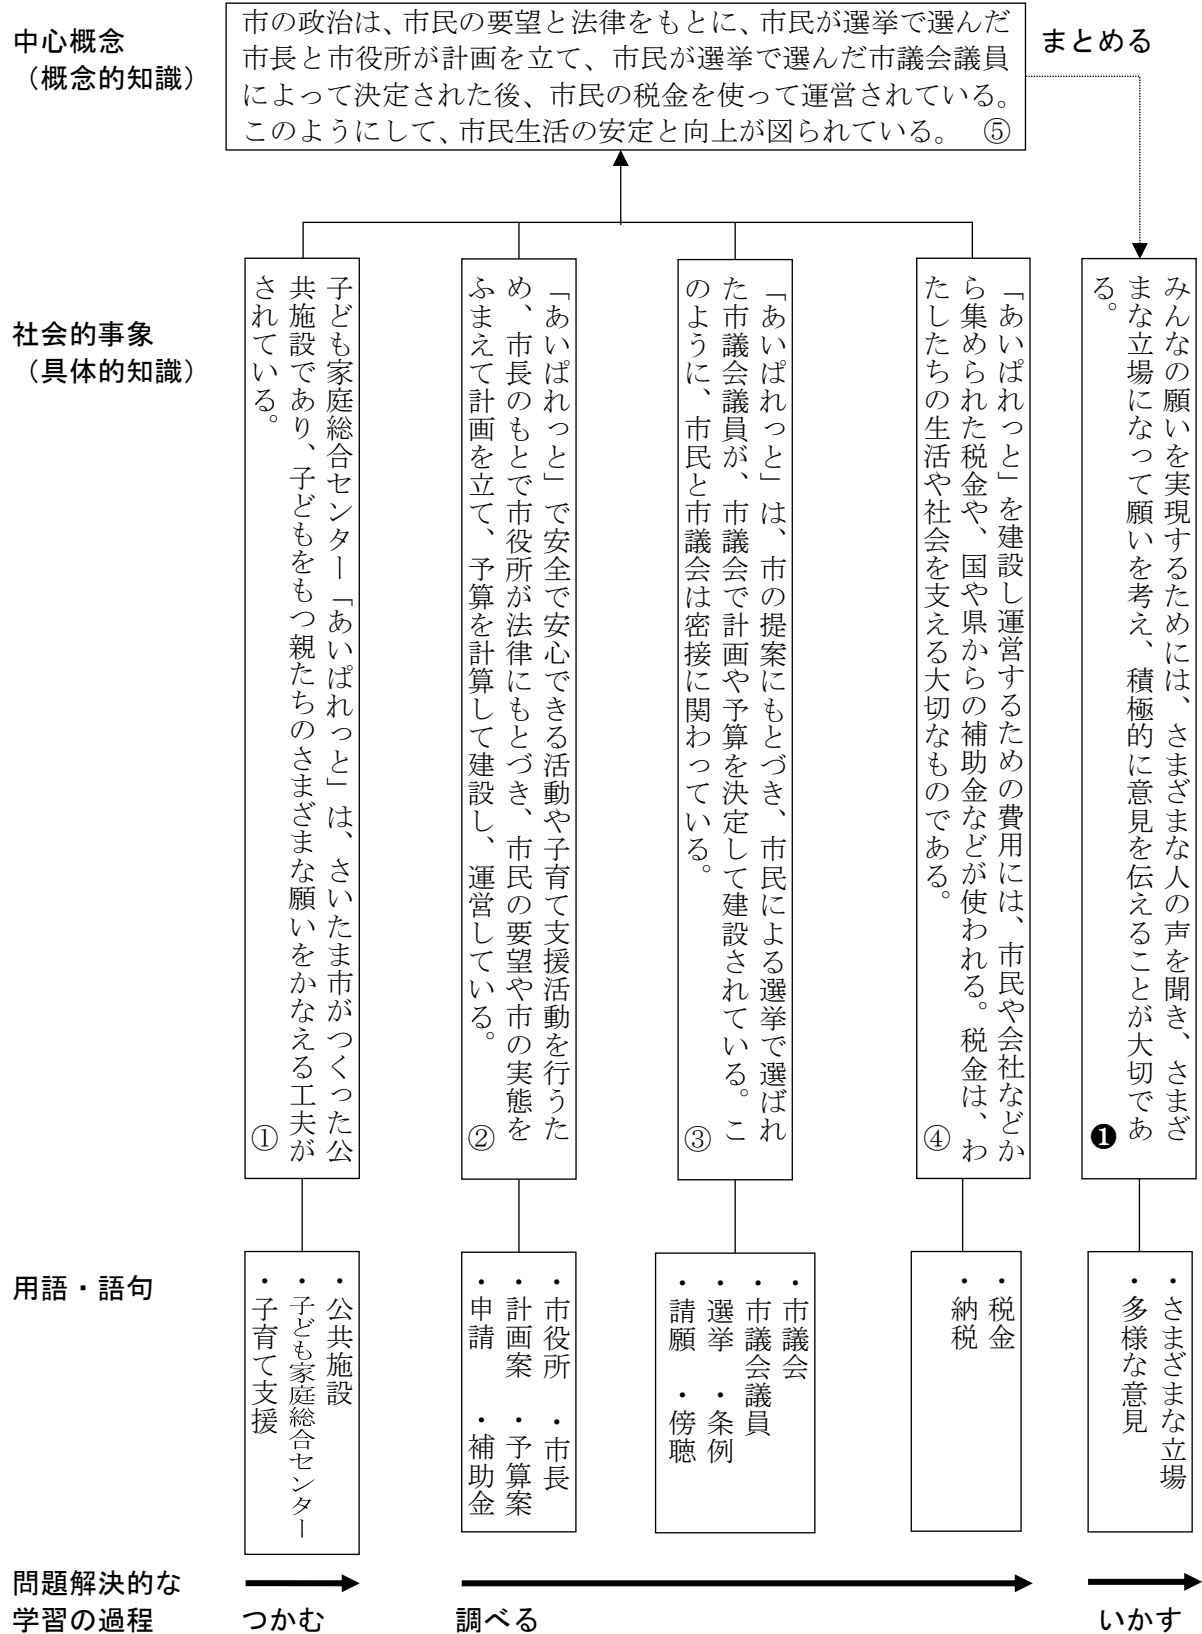 中心概念
（概念的知識）
市の政治は、市民の要望と法律をもとに、市民が選挙で選んだ
市長と市役所が計画を立て、市民が選挙で選んだ市議会議員
によって決定された後、市民の税金を使って運営されている。
このようにして、市民生活の安定と向上が図られている。　⑤
まとめる
社会的事象
（具体的知識）
子ども家庭総合センター「あいぱれっと」は、さいたま市がつくった公
共施設であり、子どもをもつ親たちのさまざまな願いをかなえる工夫が
されている。　①
「あいぱれっと」で安全で安心できる活動や子育て支援活動を行うた
め、市長のもとで市役所が法律にもとづき、市民の要望や市の実態を
ふまえて計画を立て、予算を計算して建設し、運営している。　②
「あいぱれっと」は、市の提案にもとづき、市民による選挙で選ばれ
た市議会議員が、市議会で計画や予算を決定して建設されている。こ
のように、市民と市議会は密接に関わっている。　③
「あいぱれっと」を建設し運営するための費用には、市民や会社などか
ら集められた税金や、国や県からの補助金などが使われる。税金は、わ
たしたちの生活や社会を支える大切なものである。　④
みんなの願いを実現するためには、さまざまな人の声を聞き、さまざ
まな立場になって願いを考え、積極的に意見を伝えることが大切であ
る。　❶
用語・語句
・公共施設
・子ども家庭総合センター
・子育て支援
・市役所　・市長
・計画案　・予算案
・申請　・補助金
・市議会
・市議会議員
・選挙　・条例
・請願　・傍聴
・税金
・納税
・さまざまな立場
・多様な意見
問題解決的な
学習の過程
つかむ
調べる
いかす